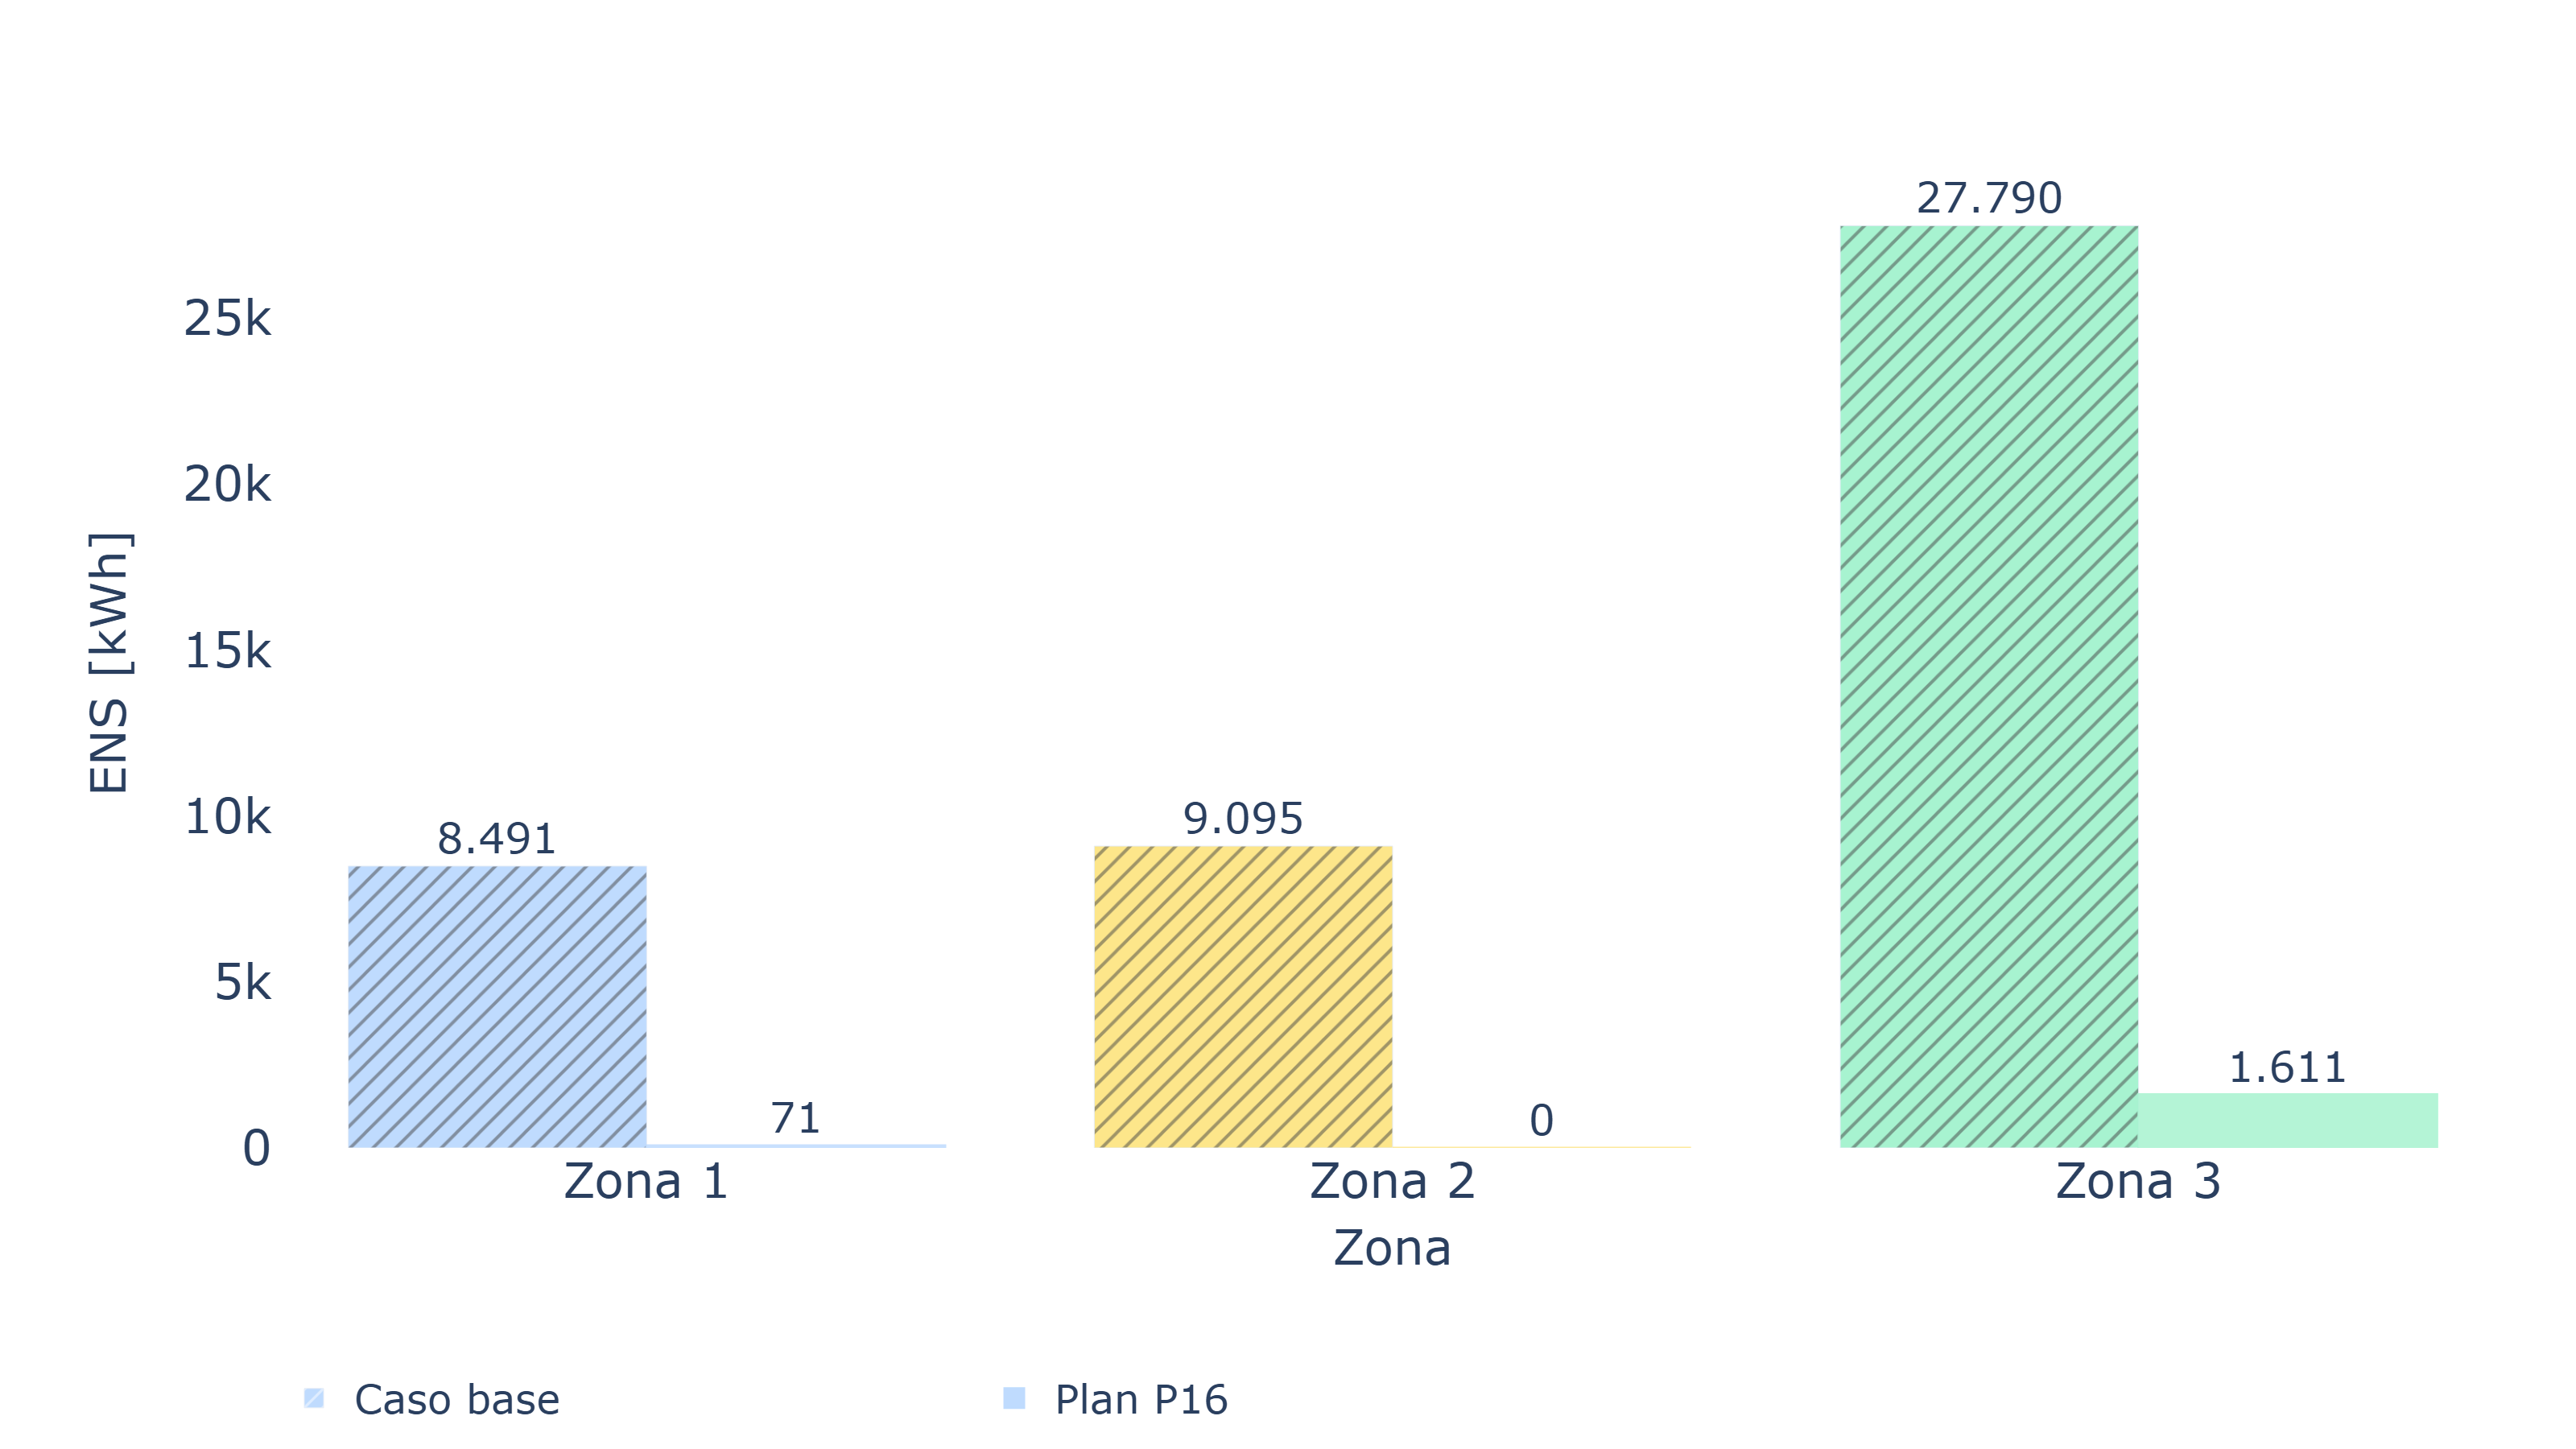 27.790
25k
20k
15k
10k
5k
0
ENS [kWh]
8.491
71
9.095
0
1.611
Zona 1
Zona 2
Zona 3
Zona
Caso base
Plan P16